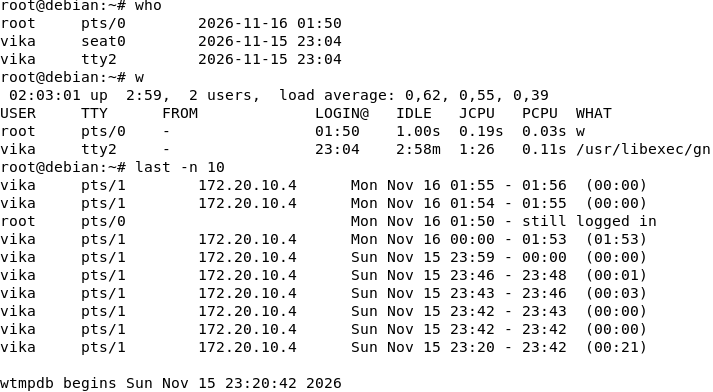 root@debian:~# who
root     pts/0        2026-11-16 01:50
vika     seat0        2026-11-15 23:04
vika     tty2         2026-11-15 23:04
root@debian:~# w
 02:03:01 up  2:59,  2 users,  load average: 0,62, 0,55, 0,39
USER     TTY      FROM             LOGIN@   IDLE   JCPU   PCPU  WHAT
root     pts/0    -                01:50    1.00s  0.19s  0.03s w
vika     tty2     -                23:04    2:58m  1:26   0.11s /usr/libexec/gn
root@debian:~# last -n 10
vika     pts/1        172.20.10.4      Mon Nov 16 01:55 - 01:56  (00:00)
vika     pts/1        172.20.10.4      Mon Nov 16 01:54 - 01:55  (00:00)
root     pts/0                         Mon Nov 16 01:50 - still logged in
vika     pts/1        172.20.10.4      Mon Nov 16 00:00 - 01:53  (01:53)
vika     pts/1        172.20.10.4      Sun Nov 15 23:59 - 00:00  (00:00)
vika     pts/1        172.20.10.4      Sun Nov 15 23:46 - 23:48  (00:01)
vika     pts/1        172.20.10.4      Sun Nov 15 23:43 - 23:46  (00:03)
vika     pts/1        172.20.10.4      Sun Nov 15 23:42 - 23:43  (00:00)
vika     pts/1        172.20.10.4      Sun Nov 15 23:42 - 23:42  (00:00)
vika     pts/1        172.20.10.4      Sun Nov 15 23:20 - 23:42  (00:21)

wtmpdb begins Sun Nov 15 23:20:42 2026